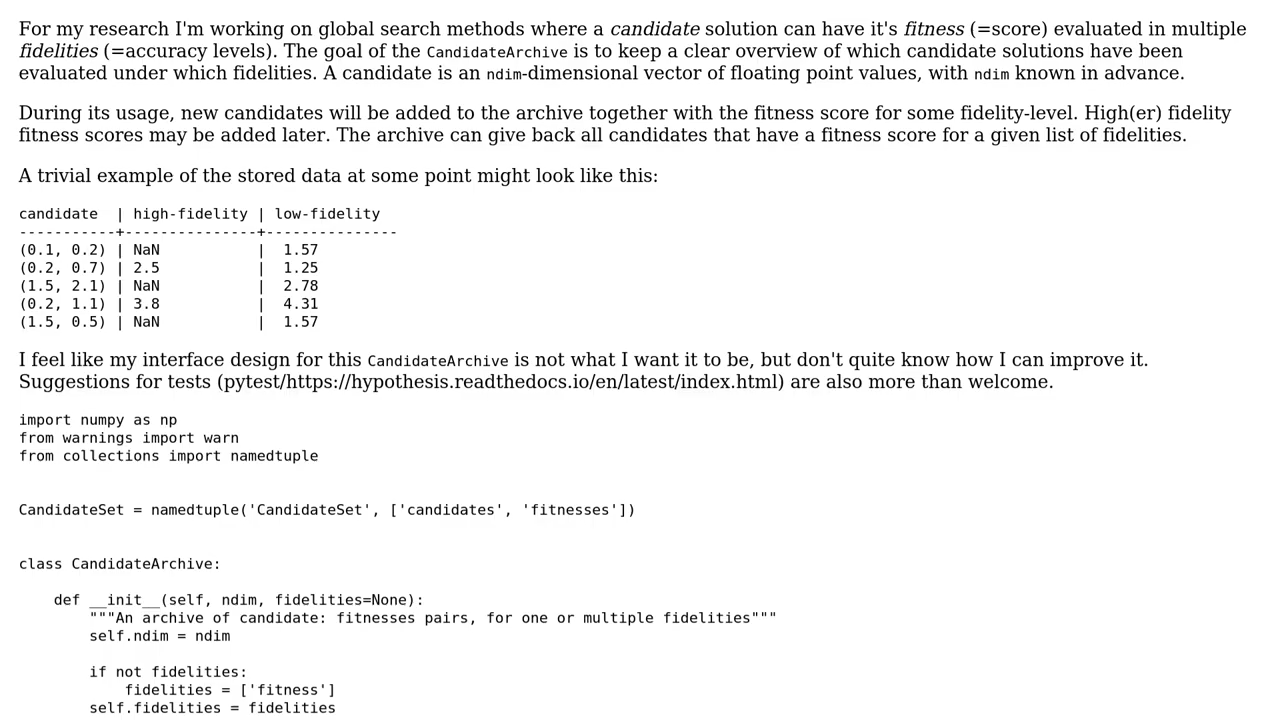 For my research I'm working on global search methods where a candidate solution can have it's fitness (=score) evaluated in multiple
fidelities (=accuracy levels). The goal of the CandidateArchive is to keep a clear overview of which candidate solutions have been
evaluated under which fidelities. A candidate is an ndim-dimensional vector of floating point values, with ndim known in advance.
During its usage, new candidates will be added to the archive together with the fitness score for some fidelity-level. High(er) fidelity
fitness scores may be added later. The archive can give back all candidates that have a fitness score for a given list of fidelities.
A trivial example of the stored data at some point might look like this:
candidate  | high-fidelity | low-fidelity
-----------+---------------+---------------
(0.1, 0.2) | NaN           |  1.57
(0.2, 0.7) | 2.5           |  1.25
(1.5, 2.1) | NaN           |  2.78
(0.2, 1.1) | 3.8           |  4.31
(1.5, 0.5) | NaN           |  1.57
I feel like my interface design for this CandidateArchive is not what I want it to be, but don't quite know how I can improve it.
Suggestions for tests (pytest/https://hypothesis.readthedocs.io/en/latest/index.html) are also more than welcome.
import numpy as np
from warnings import warn
from collections import namedtuple
CandidateSet = namedtuple('CandidateSet', ['candidates', 'fitnesses'])
class CandidateArchive:
    def __init__(self, ndim, fidelities=None):
        """An archive of candidate: fitnesses pairs, for one or multiple fidelities"""
        self.ndim = ndim
        if not fidelities:
            fidelities = ['fitness']
        self.fidelities = fidelities